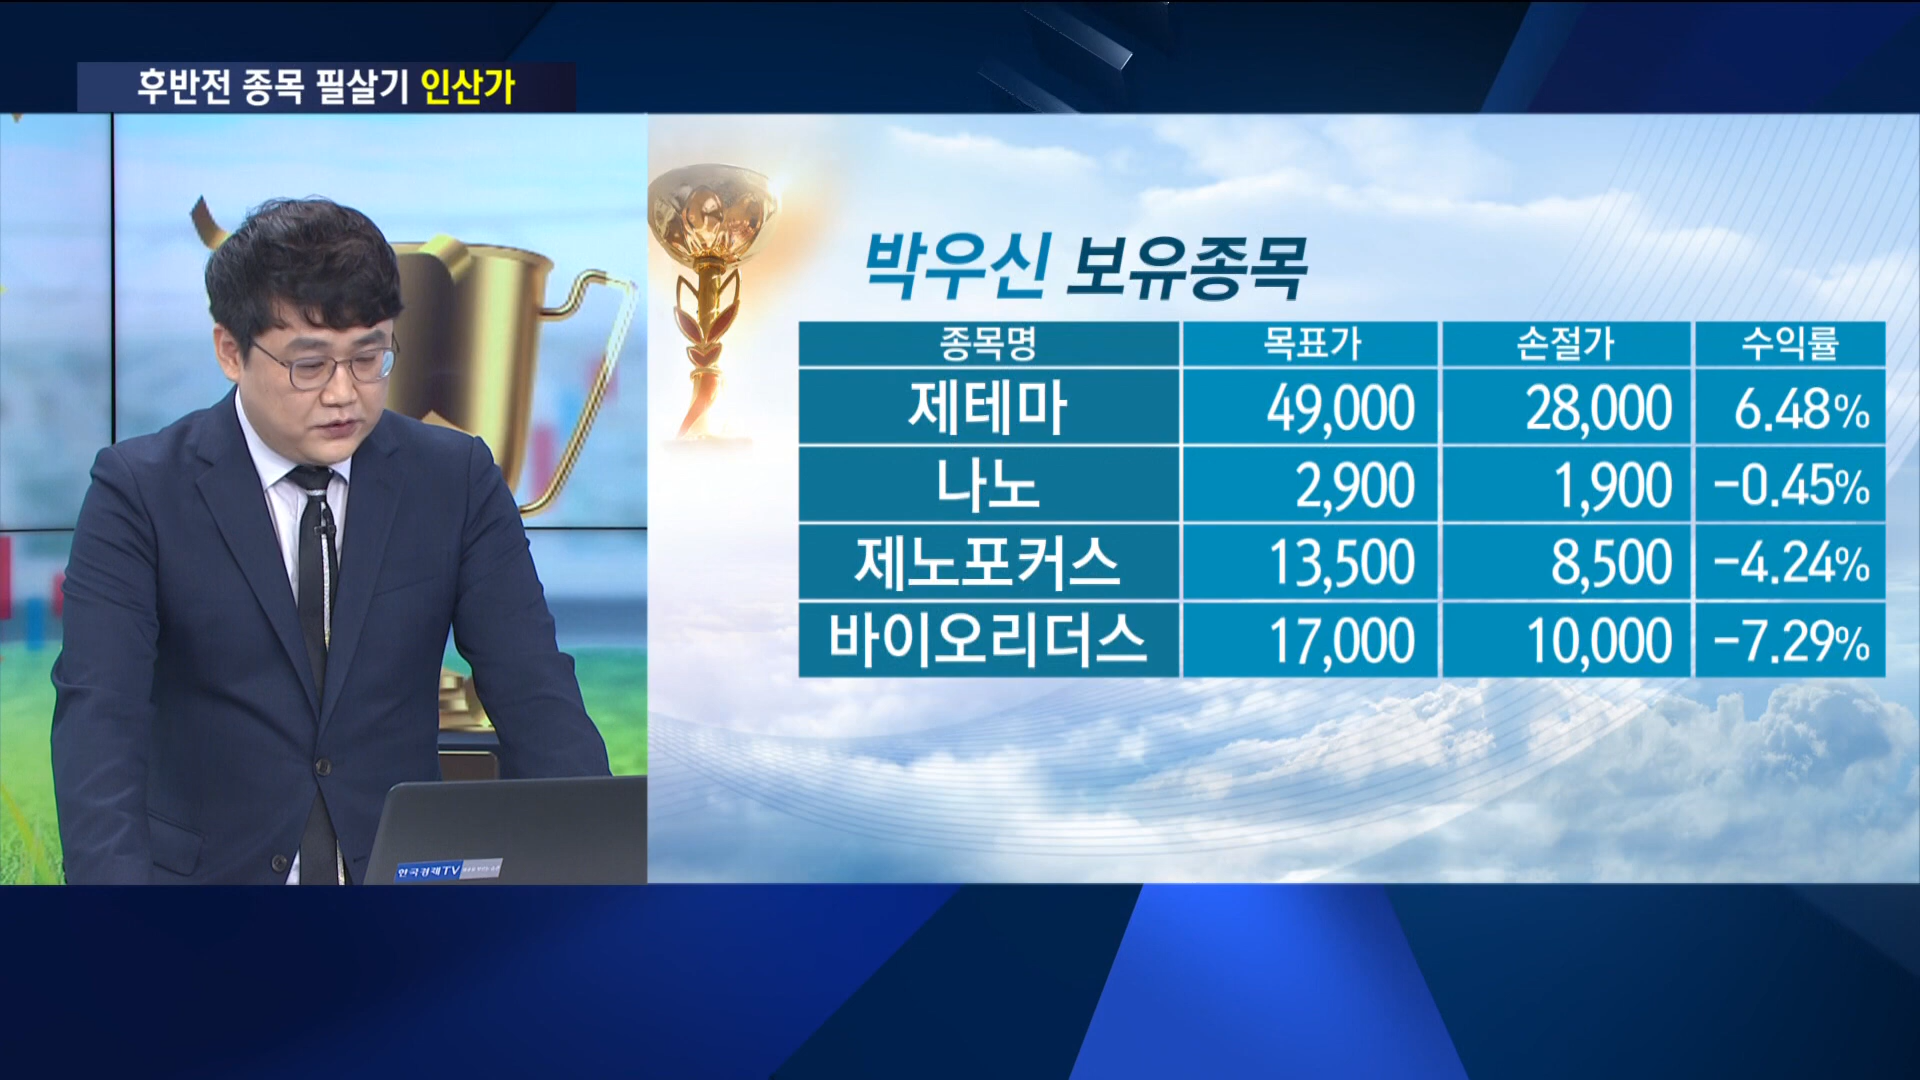 후반전 종목 필살기 인산가
박우신 보유종목
종목명 목표가 손절가 수익률
제테마 49,000 28,000 6.48%
나노 2,900 1,900 -0.45%
제노포커스 13,500 8,500 -4.24%
바이오리더스 17,000 10,000 -7.29%
한국경제TV